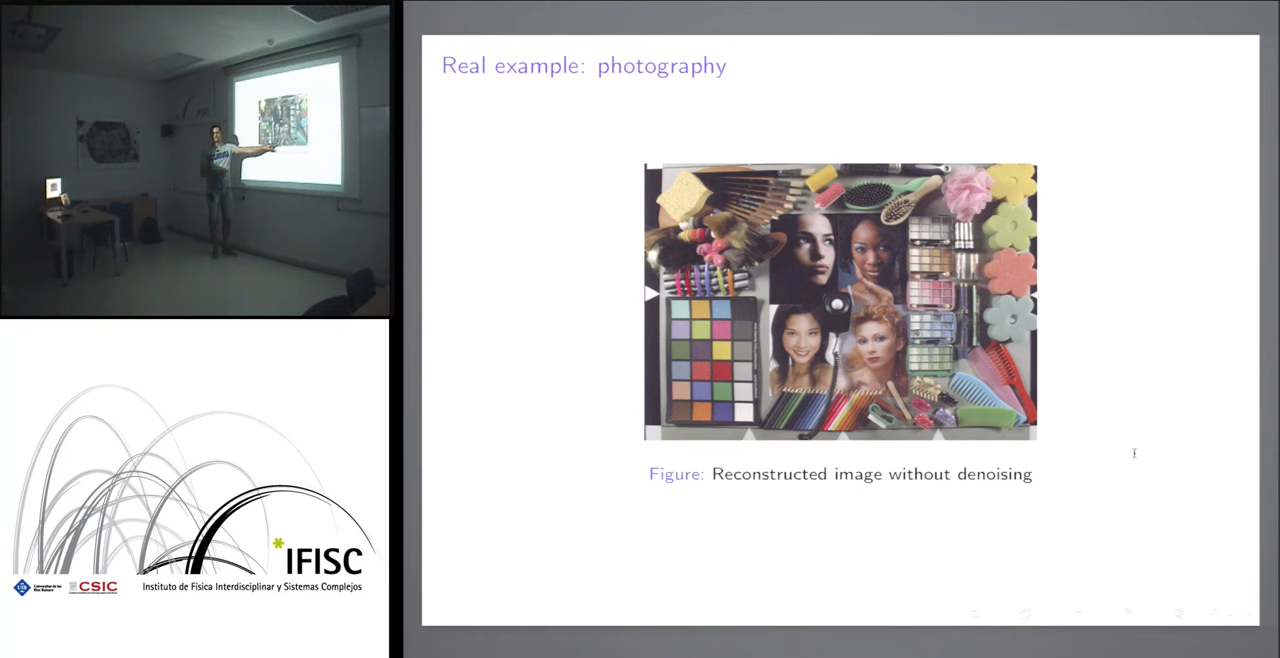 Real example: photography
Figure: Reconstructed image without denoising
IFISC
CSIC
Instituto de Física Interdisciplinar y Sistemas Complejos